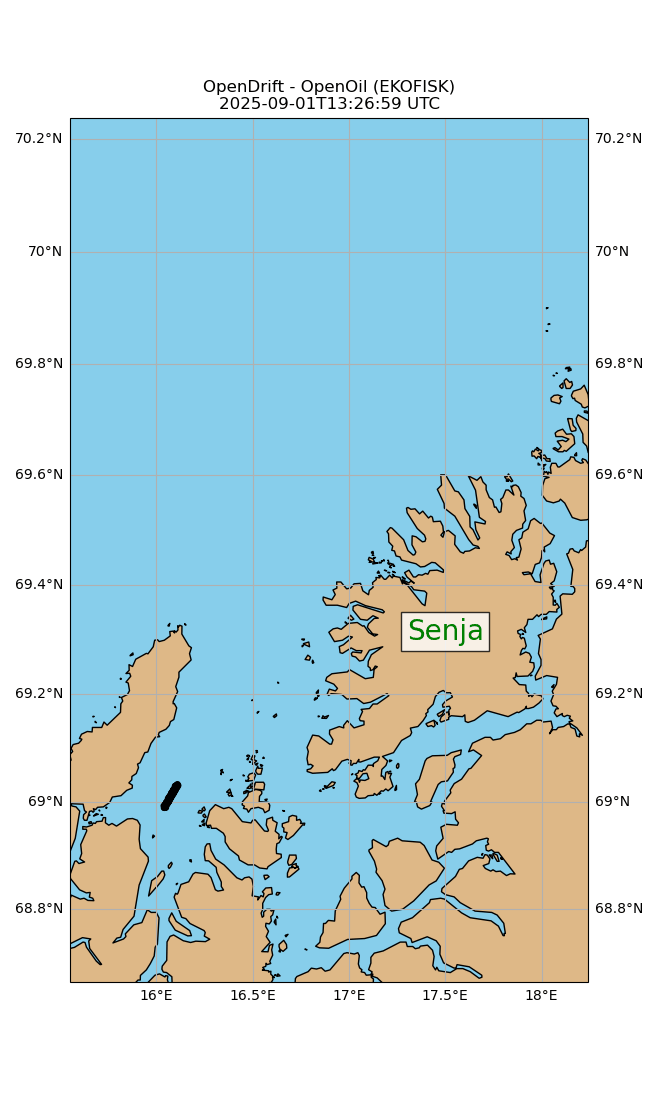 OpenDrift - OpenOil (EKOFISK)
2025-09-01T13:26:59 UTC
70.2°N 70.2°N
70°N 70°N
69.8°N 69.8°N
69.6°N 69.6°N
69.4°N 69.4°N
Senja
69.2°N 69.2°N
69°N 69°N
68.8°N 68.8°N
16°E 16.5°E 17°E 17.5°E 18°E